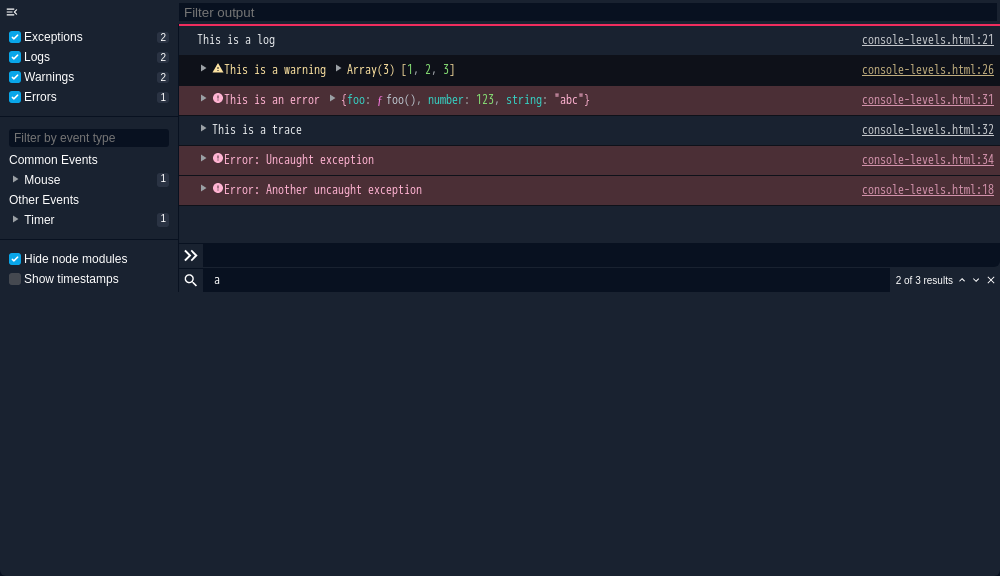 Filter output
Exceptions 2
Logs 2
Warnings 2
Errors 1
Filter by event type
Common Events
Mouse 1
Other Events
Timer 1
Hide node modules
Show timestamps
This is a log console-levels.html:21
This is a warning Array(3) [1, 2, 3] console-levels.html:26
This is an error {foo: ƒ foo(), number: 123, string: "abc"} console-levels.html:31
This is a trace console-levels.html:32
Error: Uncaught exception console-levels.html:34
Error: Another uncaught exception console-levels.html:18
a 2 of 3 results